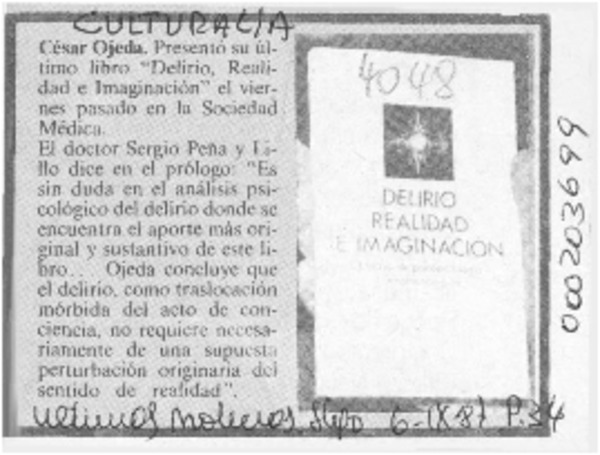 CULTURALIA
César Ojeda. Presentó su úl-
timo libro "Delirio, Reali-
dad e Imaginación" el vier-
nes pasado en la Sociedad
Médica.
El doctor Sergio Peña y Li-
llo dice en el prólogo: "Es
sin duda en el análisis psi-
cológico del delirio donde se
encuentra el aporte más ori-
ginal y sustantivo de este li-
bro... Ojeda concluye que
el delirio, como traslocación
mórbida del acto de con-
ciencia, no requiere necesa-
riamente de una supuesta
perturbación originaria del
sentido de realidad".
4048
DELIRIO
REALIDAD
E IMAGINACION
000203699
Ultimas Noticias. Stgo 6-IX-87 P.34